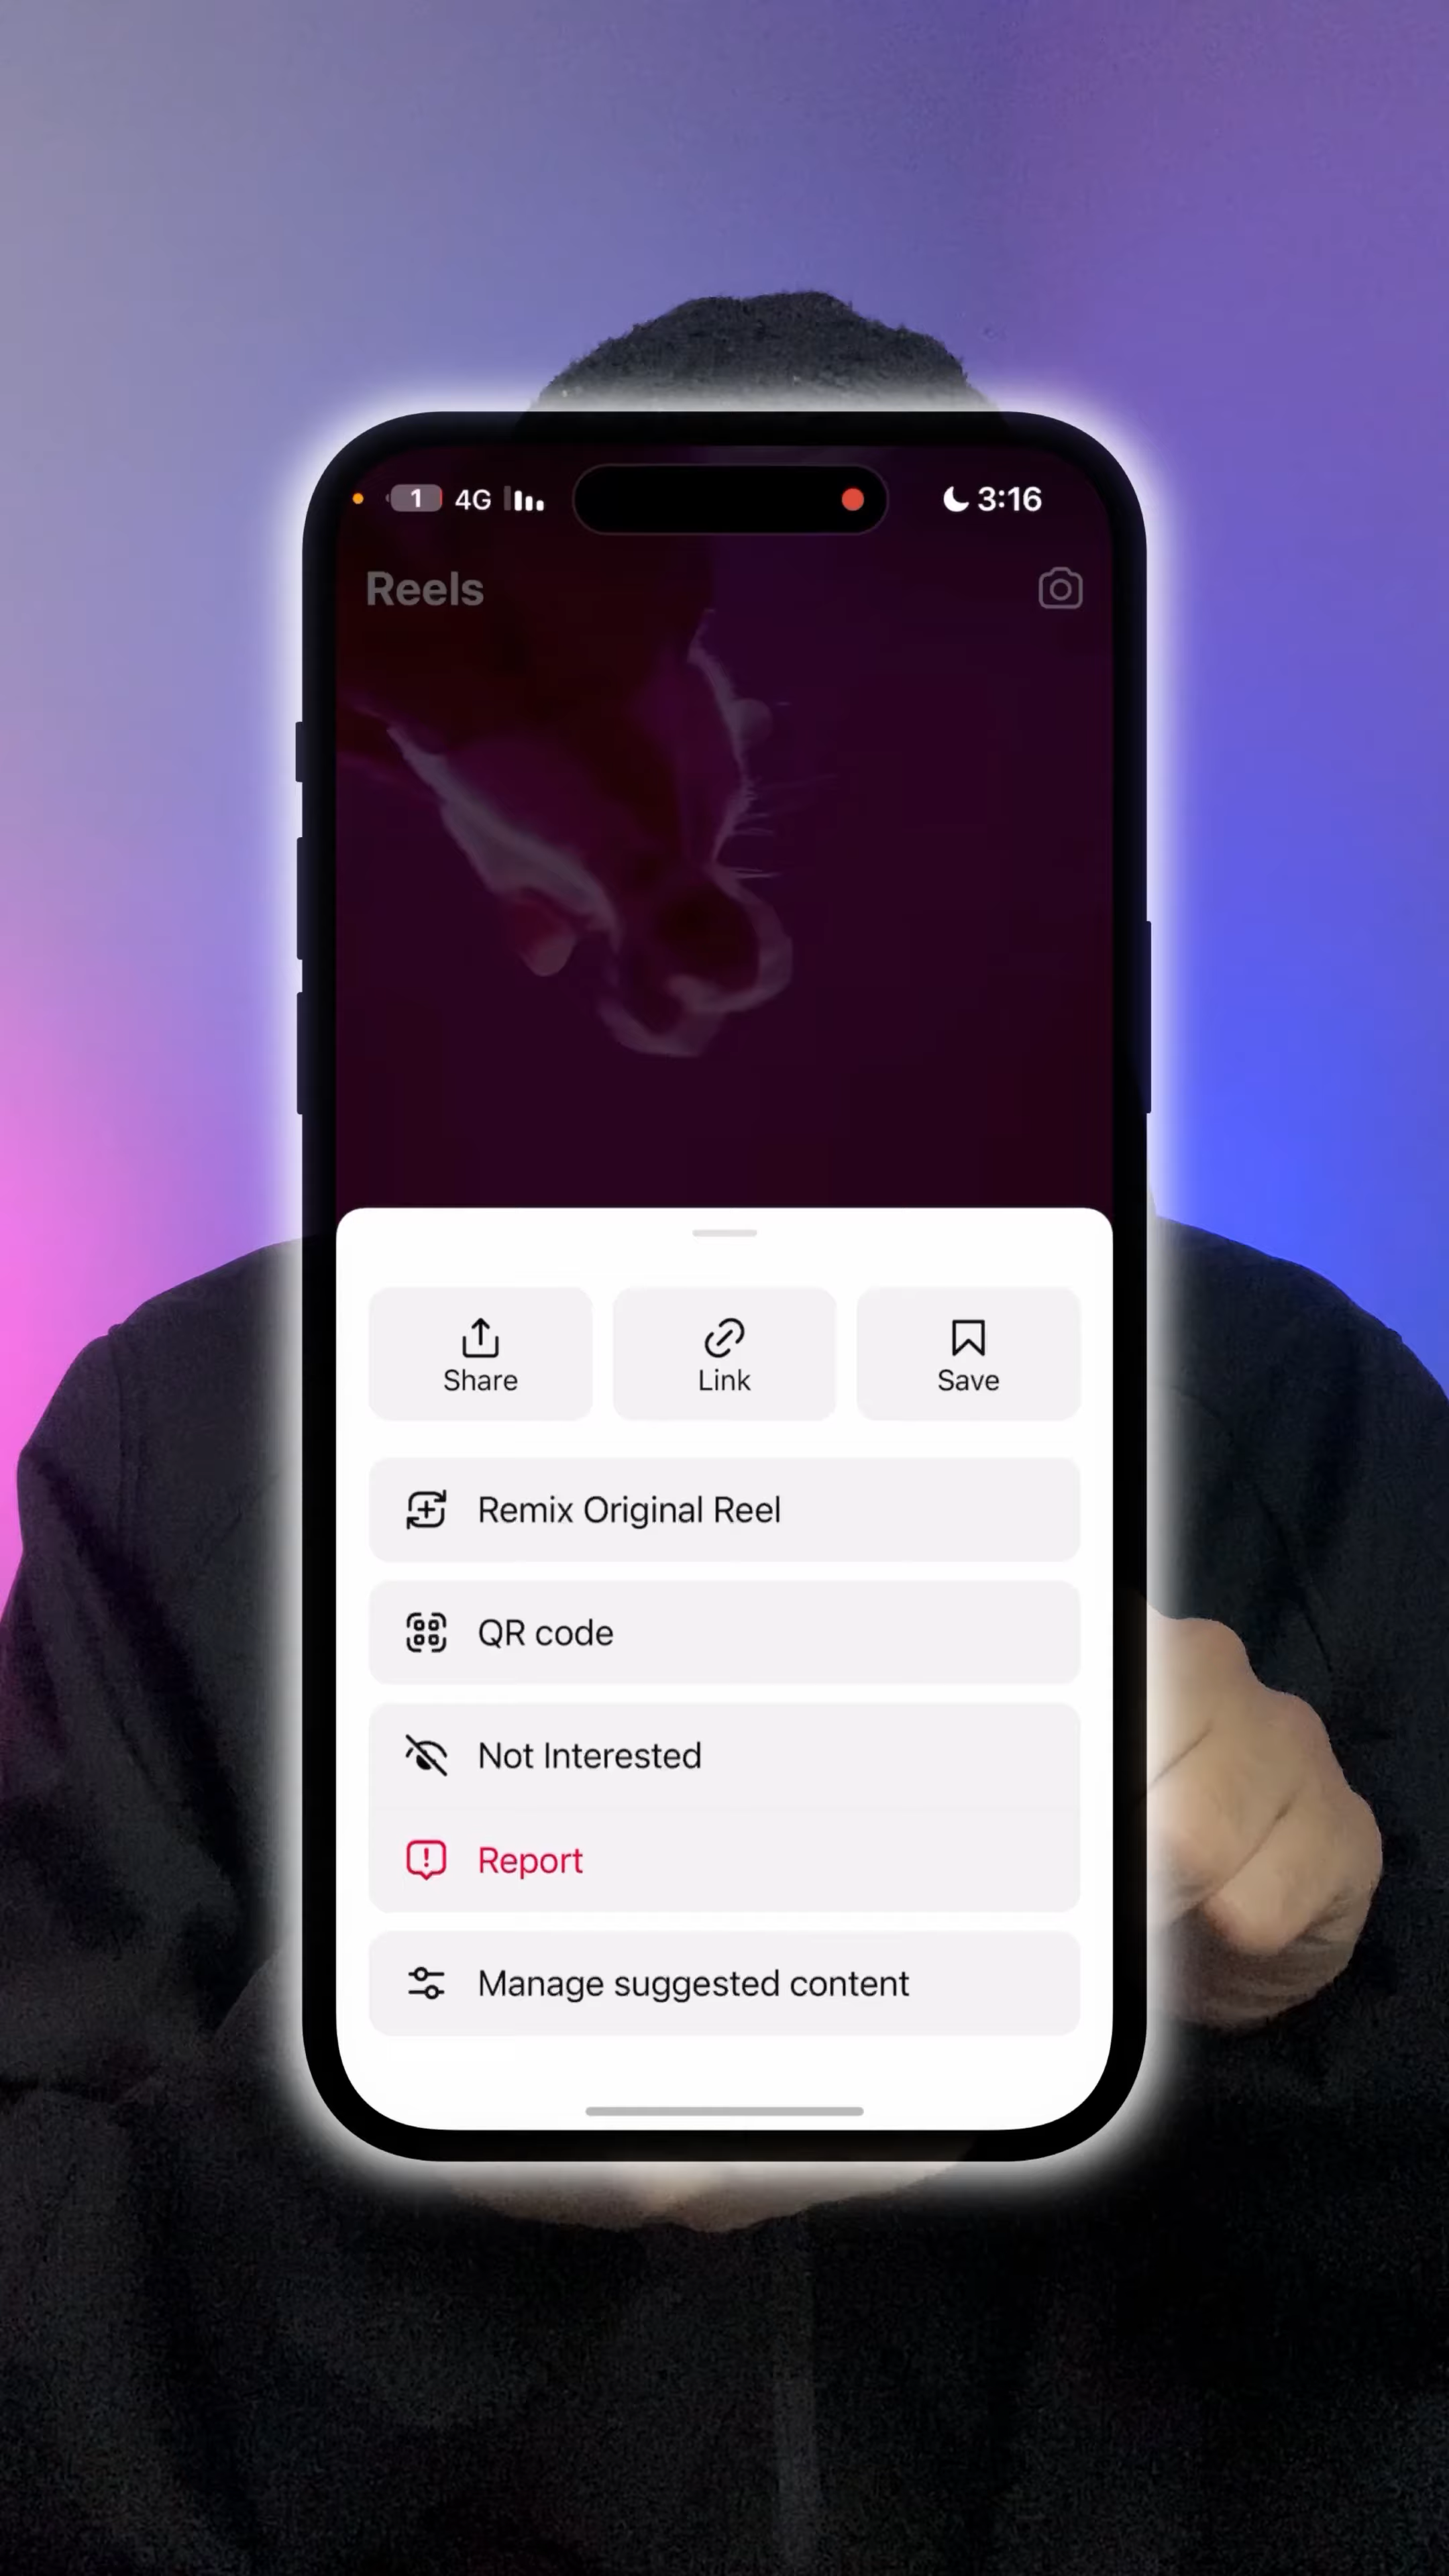 1 4G 3:16
Reels
Share Link Save
Remix Original Reel
QR code
Not Interested
Report
Manage suggested content